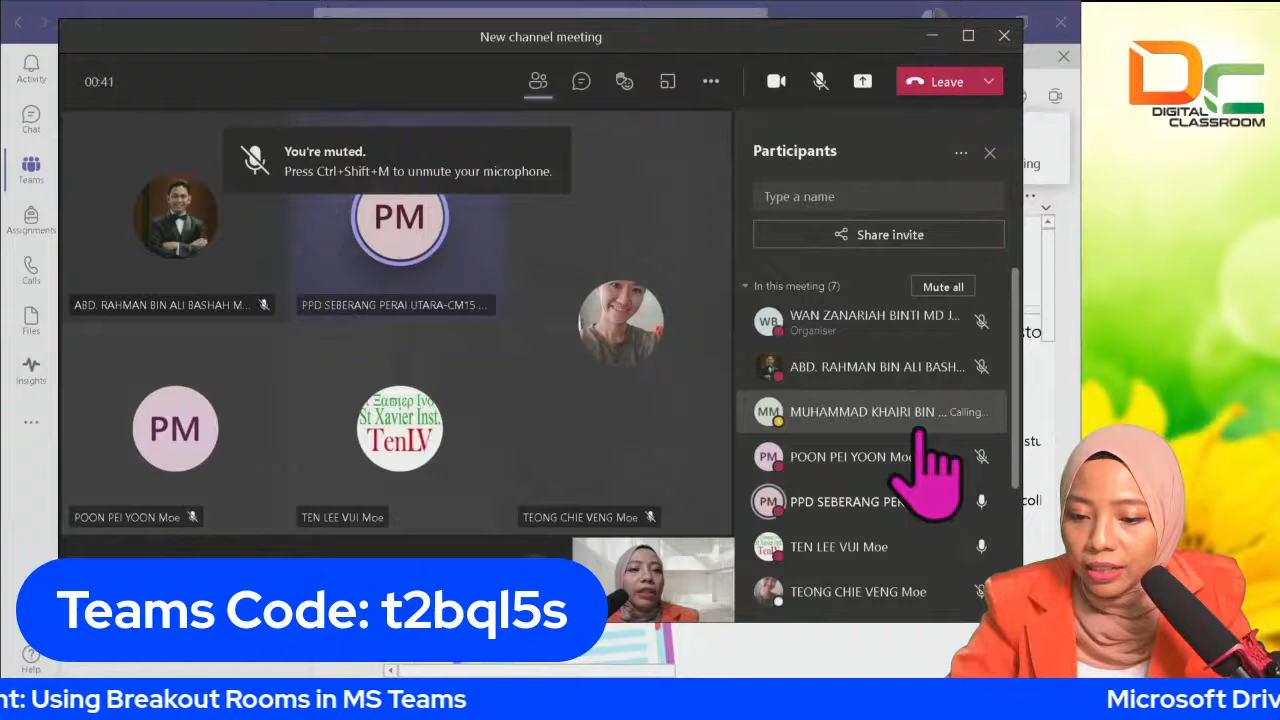 New channel meeting
00:41
Leave
Activity
Chat
Teams
Assignments
Calls
Files
Insights
Help
You're muted.
Press Ctrl+Shift+M to unmute your microphone.
PM
ABD. RAHMAN BIN ALI BASHAH M...
PPD SEBERANG PERAI UTARA-CM15 ...
PM
St Xavier Inst.
TenLV
POON PEI YOON Moe
TEN LEE VUI Moe
TEONG CHIE VENG Moe
Participants
Type a name
Share invite
In this meeting (7)
Mute all
WB
WAN ZANARIAH BINTI MD J...
Organiser
ABD. RAHMAN BIN ALI BASH...
MM
MUHAMMAD KHAIRI BIN ...
Calling...
PM
POON PEI YOON Mo
PM
PPD SEBERANG PER
TEN LEE VUI Moe
TEONG CHIE VENG Moe
DIGITAL
CLASSROOM
Teams Code: t2bql5s
nt: Using Breakout Rooms in MS Teams
Microsoft Driv